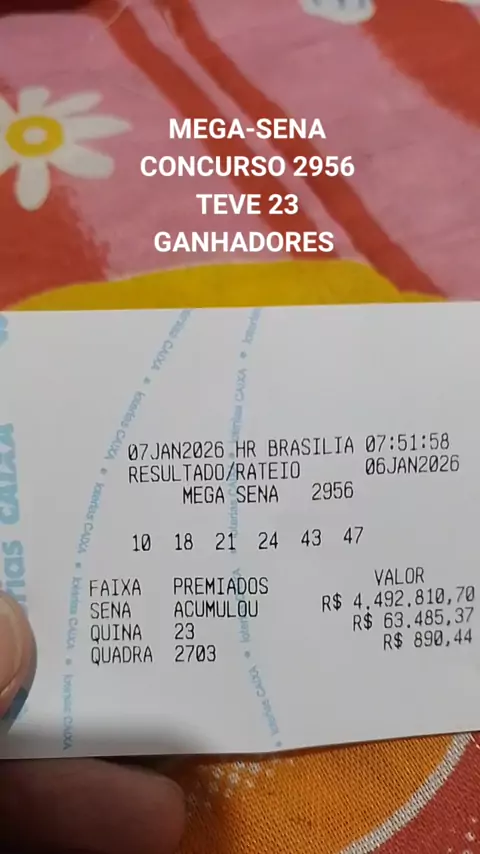 MEGA-SENA
CONCURSO 2956
TEVE 23
GANHADORES
07JAN2026 HR BRASILIA 07:51:58
RESULTADO/RATEIO 06JAN2026
MEGA SENA 2956
10 18 21 24 43 47
FAIXA PREMIADOS VALOR
SENA ACUMULOU R$ 4.492.810,70
QUINA 23 R$ 63.485,37
QUADRA 2703 R$ 890,44
loterias CAIXA